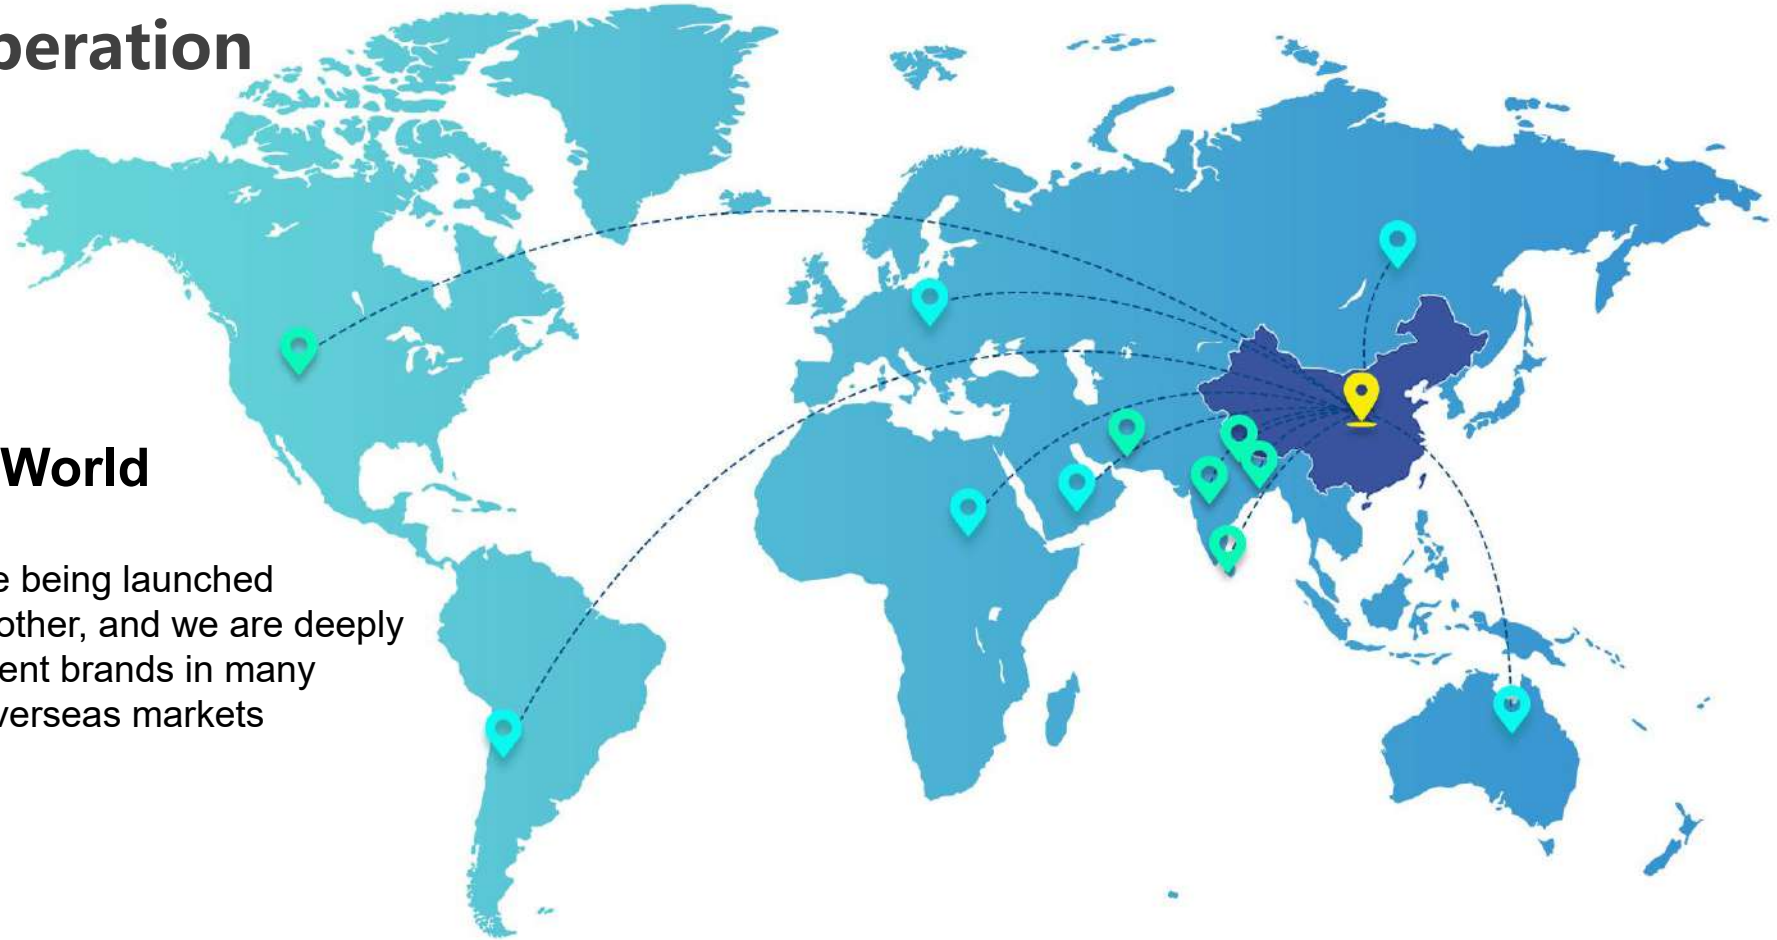 peration
World
e being launched
other, and we are deeply
ent brands in many
verseas markets